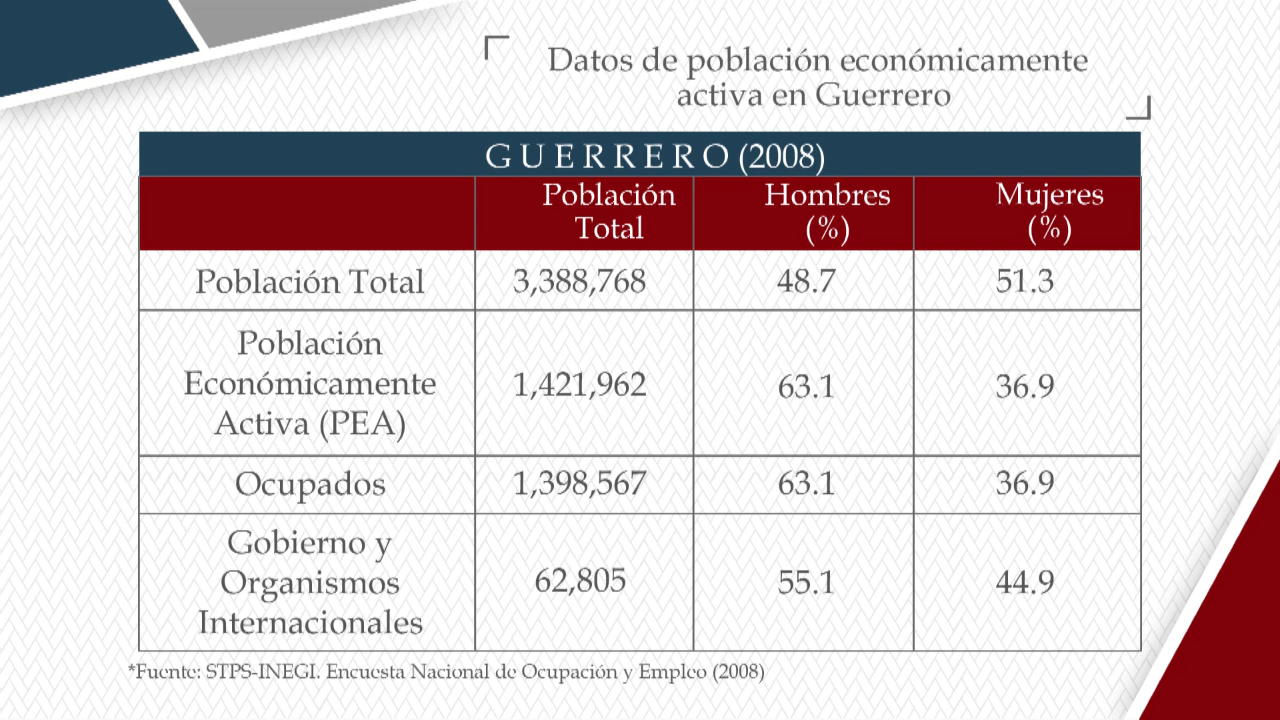 Datos de población económicamente
activa en Guerrero
G U E R R E R O (2008)
Población
Total
Hombres
(%)
Mujeres
(%)
Población Total
3,388,768
48.7
51.3
Población
Económicamente
Activa (PEA)
1,421,962
63.1
36.9
Ocupados
1,398,567
63.1
36.9
Gobierno y
Organismos
Internacionales
62,805
55.1
44.9
*Fuente: STPS-INEGI. Encuesta Nacional de Ocupación y Empleo (2008)